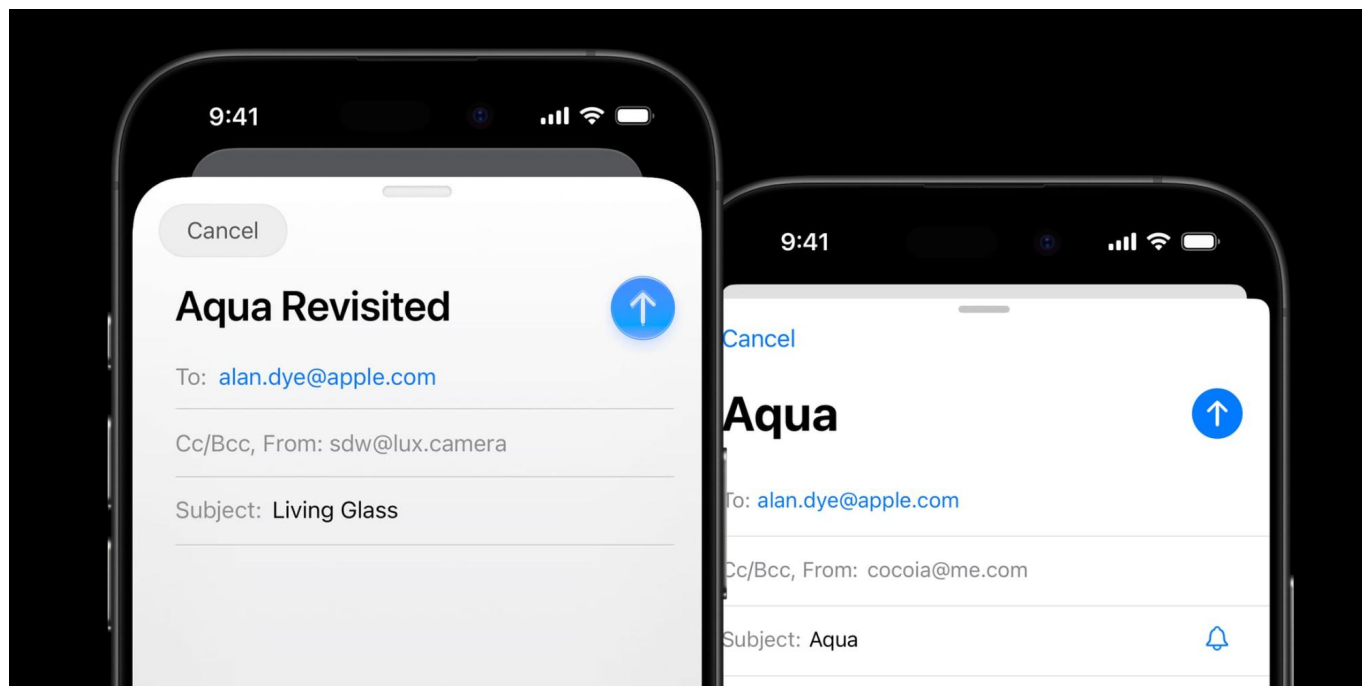 9:41
Cancel
Aqua Revisited
To: alan.dye@apple.com
Cc/Bcc, From: sdw@lux.camera
Subject: Living Glass
9:41
Cancel
Aqua
To: alan.dye@apple.com
Cc/Bcc, From: cocoia@me.com
Subject: Aqua